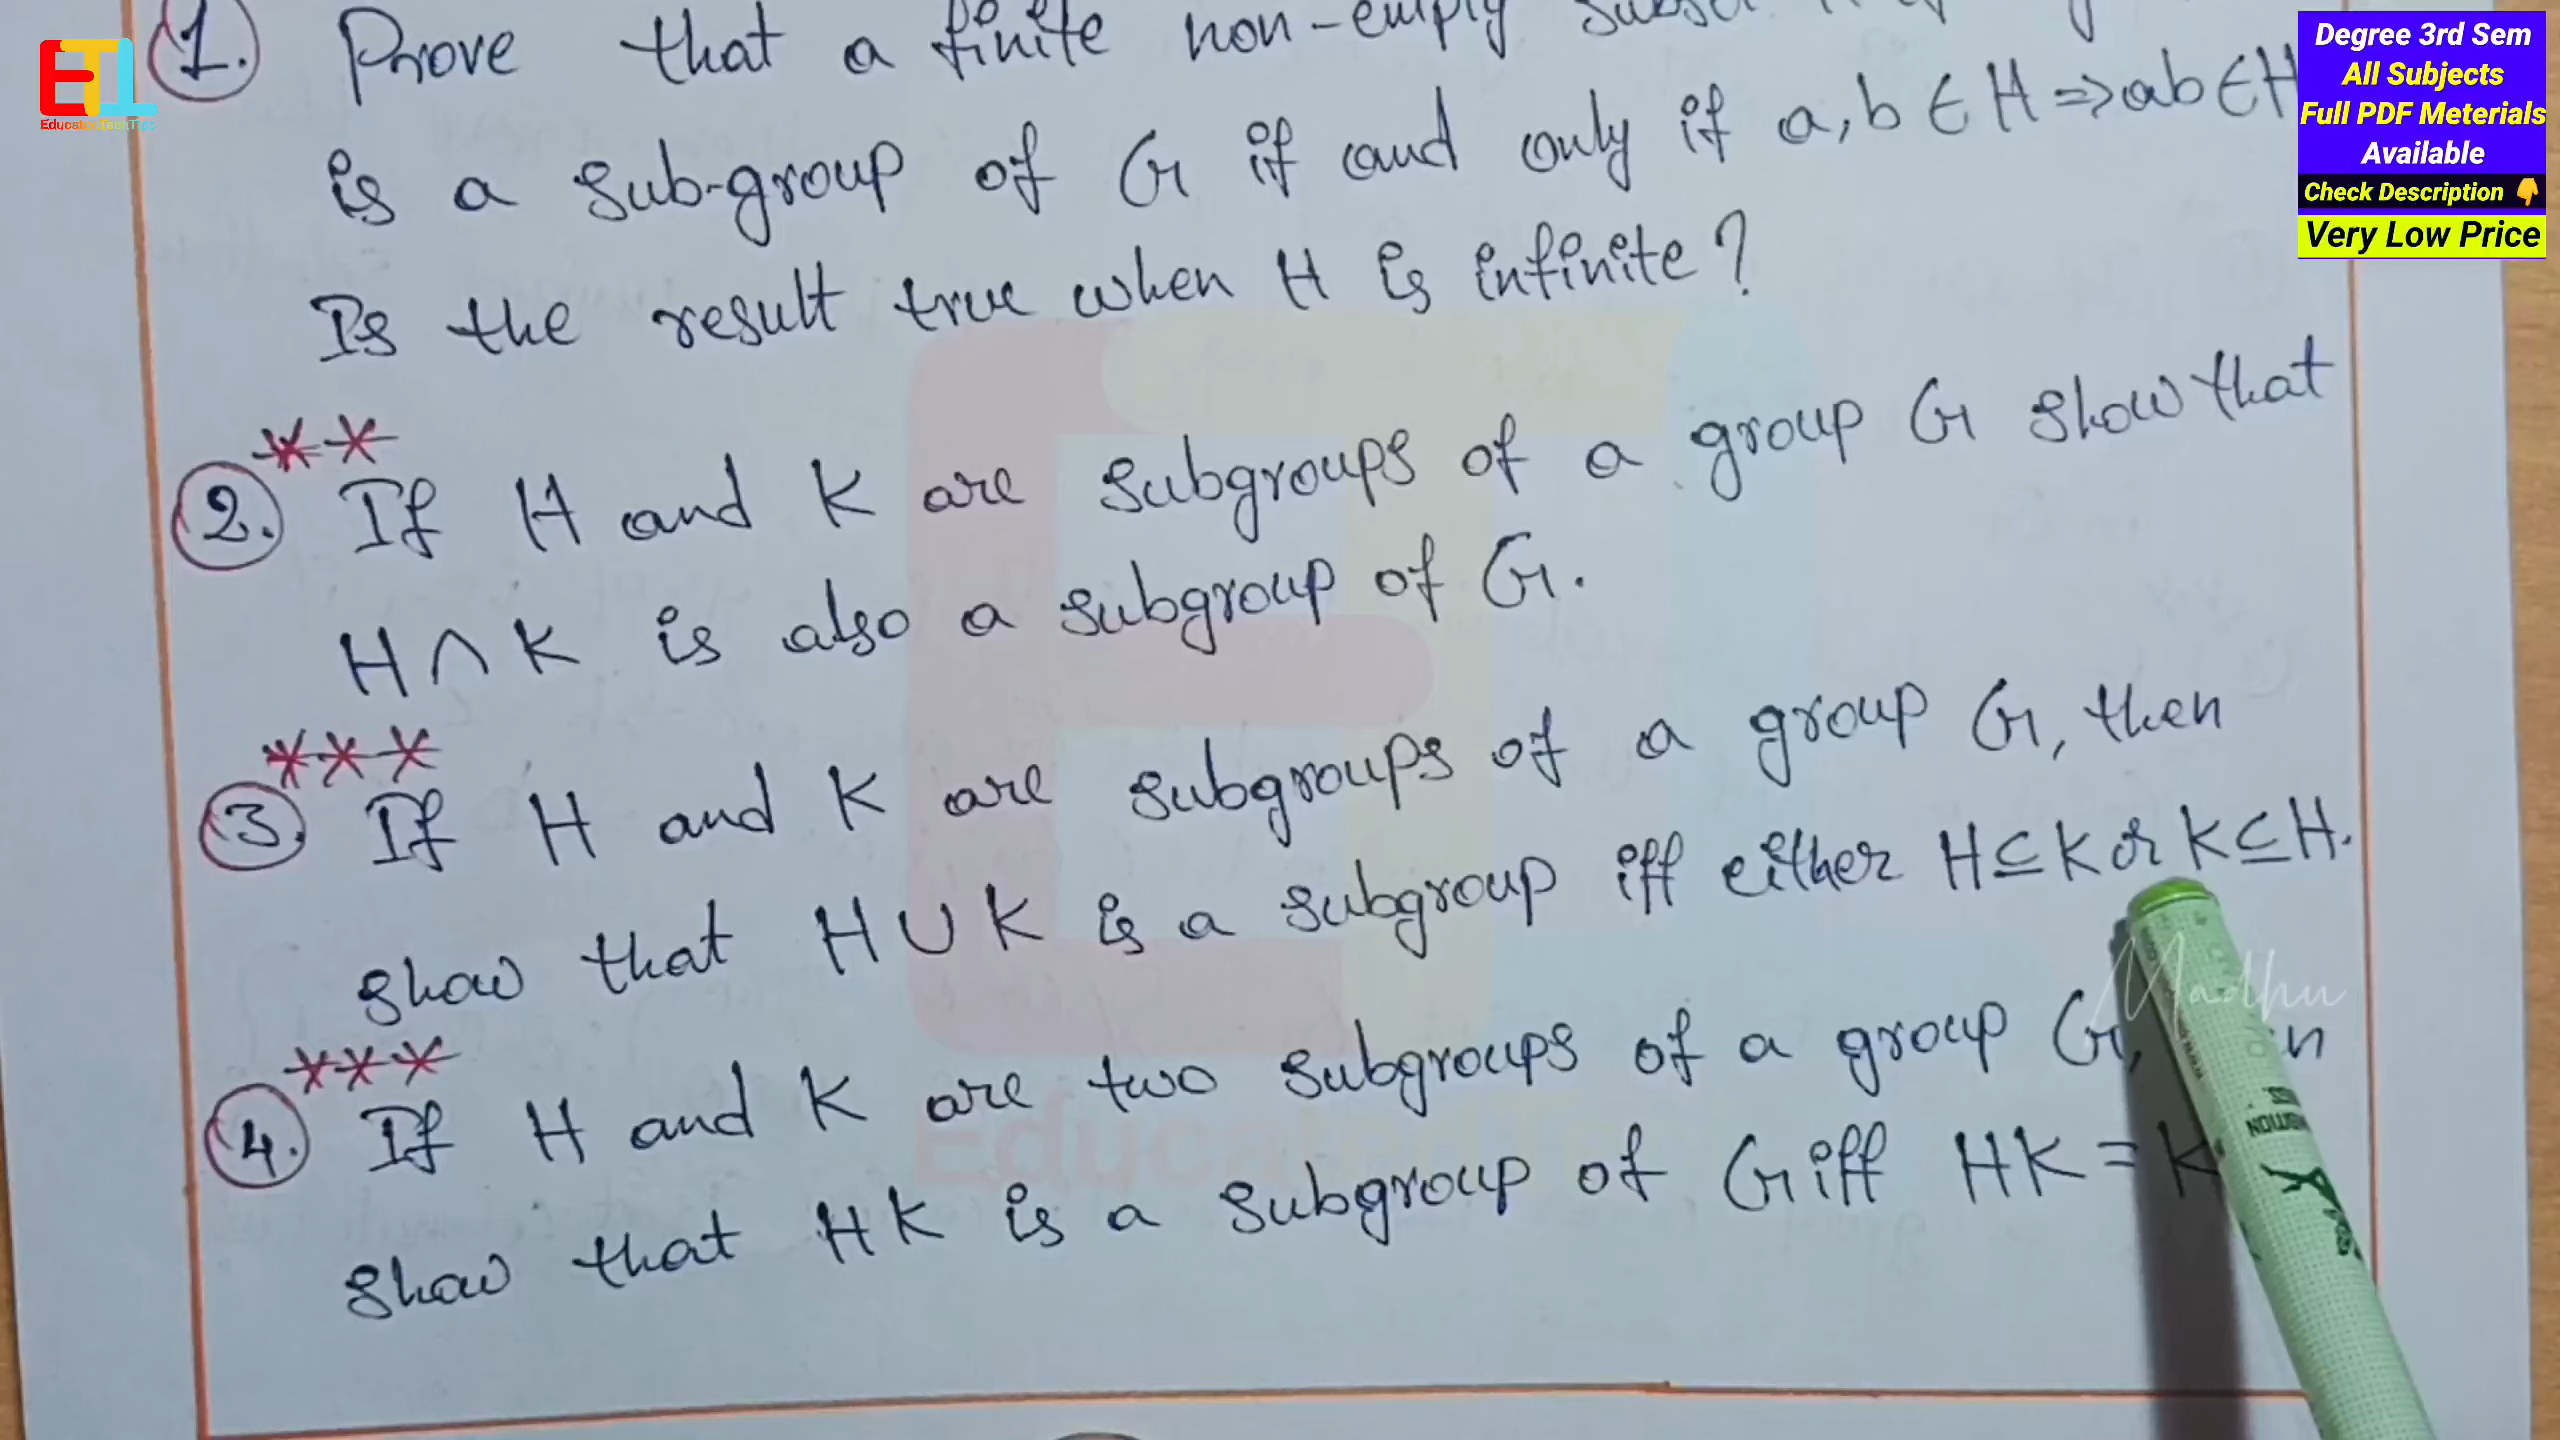 1. Prove that a finite non-empty
is a sub-group of G if and only if a, b ∈ H ⇒ ab ∈ H
Is the result true when H is infinite?
**
2. If H and K are subgroups of a group G show that
H ∩ K is also a subgroup of G.
***
3. If H and K are subgroups of a group G, then
show that H ∪ K is a subgroup iff either H ⊆ K or K ⊆ H.
***
4. If H and K are two subgroups of a group G,
show that HK is a subgroup of G iff HK = K
ETT
EducatedTechTips
Degree 3rd Sem
All Subjects
Full PDF Meterials
Available
Check Description 👇
Very Low Price
Madhu